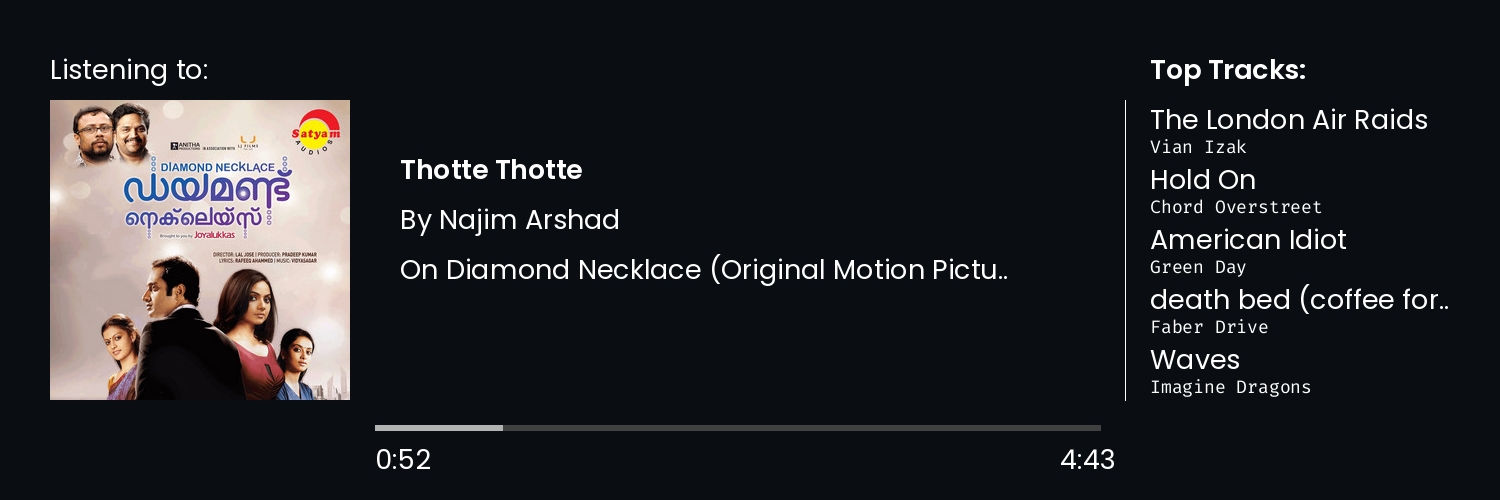 Listening to:
Satyam
AUDIOS
ANITHA
PRODUCTIONS
IN ASSOCIATION WITH
LJ FILMS
DIAMOND NECKLACE
ഡയമണ്ട്
നെക്ലെയ്സ്
Brought to you by Joyalukkas
DIRECTOR: LAL JOSE | PRODUCER: PRADEEP KUMAR
LYRICS: RAFEEQ AHAMMED | MUSIC: VIDYASAGAR
Thotte Thotte
By Najim Arshad
On Diamond Necklace (Original Motion Pictu..
0:52
4:43
Top Tracks:
The London Air Raids
Vian Izak
Hold On
Chord Overstreet
American Idiot
Green Day
death bed (coffee for..
Faber Drive
Waves
Imagine Dragons